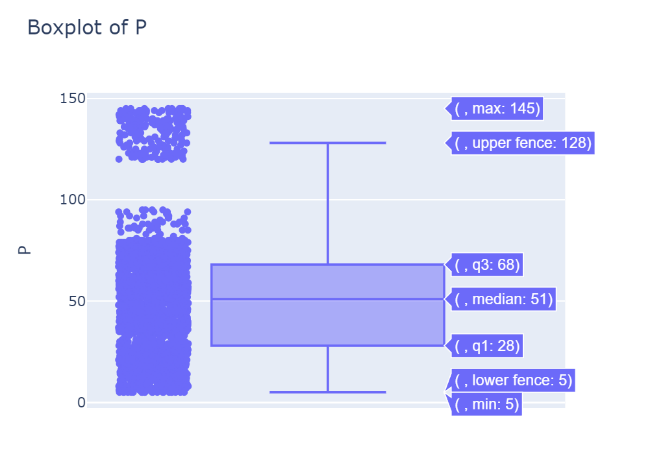 Boxplot of P
150
( , max: 145)
( , upper fence: 128)
100
P
( , q3: 68)
50
( , median: 51)
( , q1: 28)
( , lower fence: 5)
0
( , min: 5)